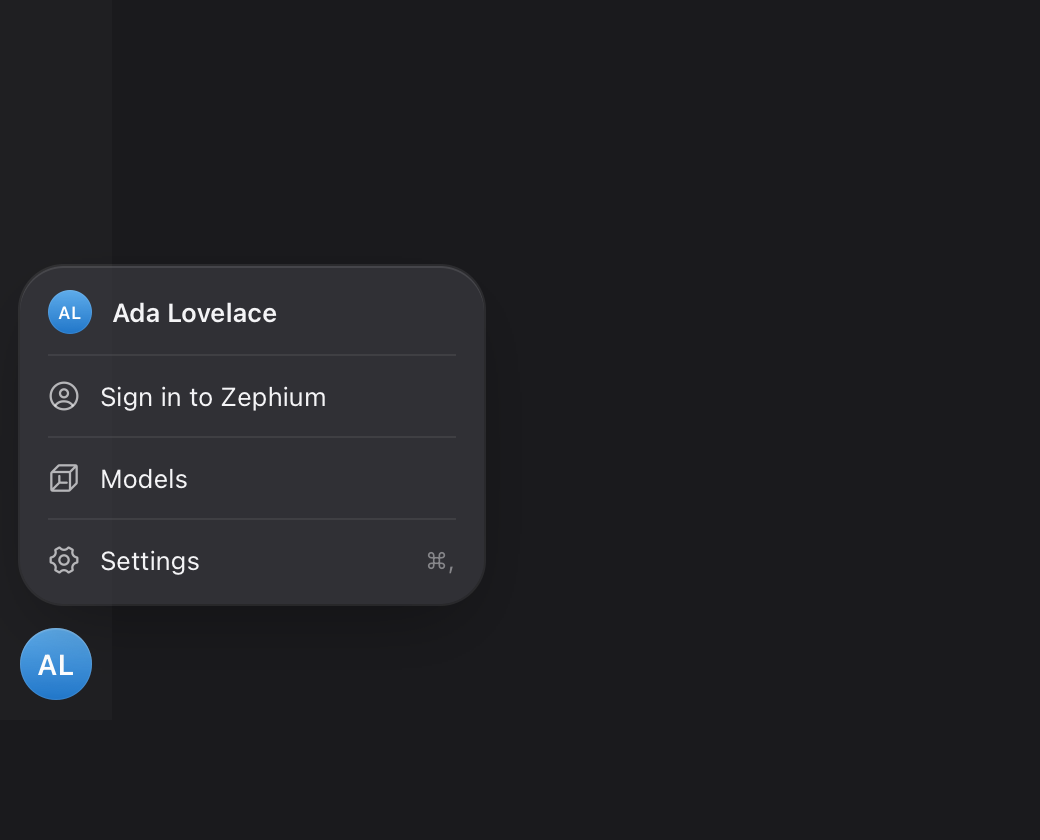 AL Ada Lovelace
Sign in to Zephium
Models
Settings ⌘,
AL